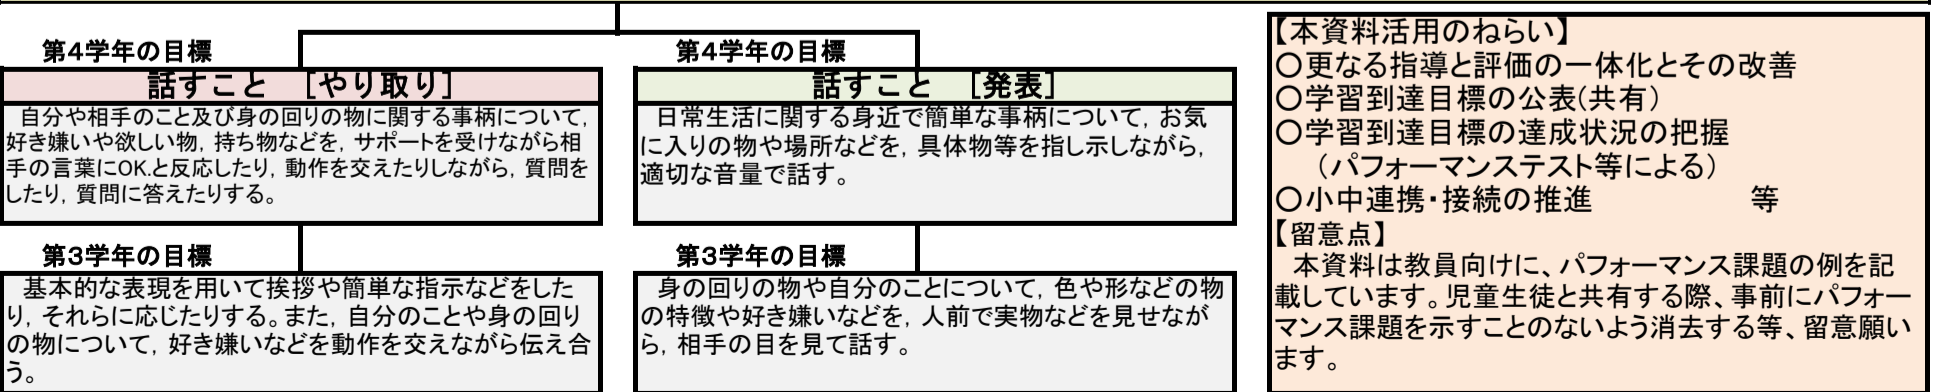 第4学年の目標
話すこと　[やり取り]
自分や相手のこと及び身の回りの物に関する事柄について，
好き嫌いや欲しい物，持ち物などを，サポートを受けながら相
手の言葉にOK.と反応したり，動作を交えたりしながら，質問を
したり，質問に答えたりする。
第3学年の目標
基本的な表現を用いて挨拶や簡単な指示などをした
り，それらに応じたりする。また，自分のことや身の回り
の物について，好き嫌いなどを動作を交えながら伝え合
う。
第4学年の目標
話すこと　[発表]
日常生活に関する身近で簡単な事柄について，お気
に入りの物や場所などを，具体物等を指し示しながら，
適切な音量で話す。
第3学年の目標
身の回りの物や自分のことについて，色や形などの物
の特徴や好き嫌いなどを，人前で実物などを見せなが
ら，相手の目を見て話す。
【本資料活用のねらい】
〇更なる指導と評価の一体化とその改善
〇学習到達目標の公表(共有)
〇学習到達目標の達成状況の把握
（パフォーマンステスト等による）
〇小中連携・接続の推進　　　　　等
【留意点】
本資料は教員向けに、パフォーマンス課題の例を記
載しています。児童生徒と共有する際、事前にパフォー
マンス課題を示すことのないよう消去する等、留意願い
ます。